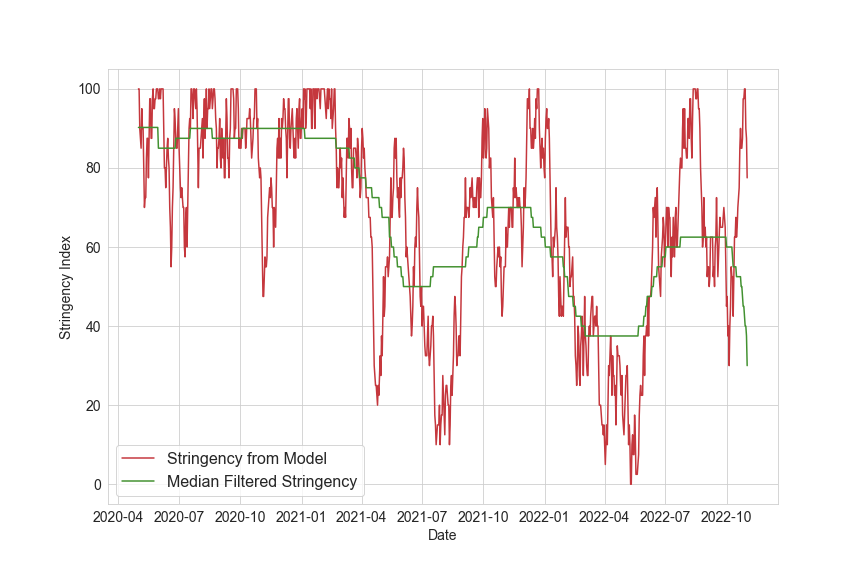 100
80
60
40
20
0
Stringency Index
Stringency from Model
Median Filtered Stringency
2020-04 2020-07 2020-10 2021-01 2021-04 2021-07 2021-10 2022-01 2022-04 2022-07 2022-10
Date